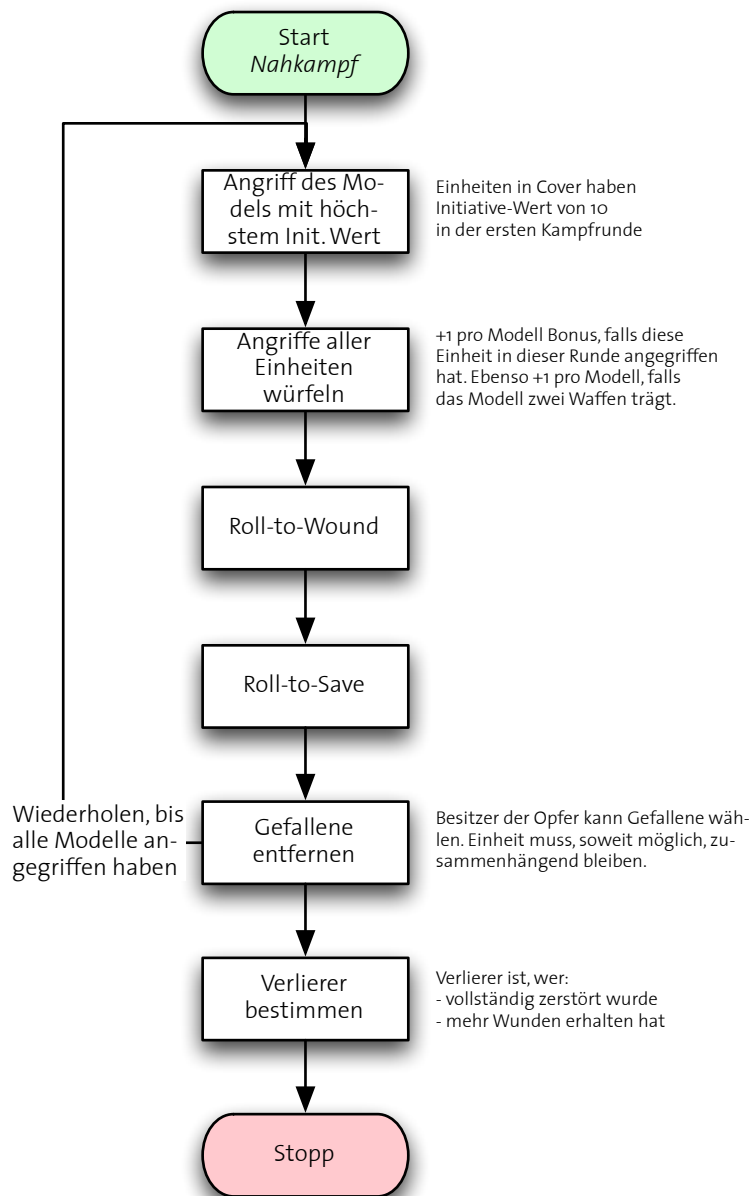 Start
Nahkampf
Angriff des Mo-
dels mit höch-
stem Init. Wert
Einheiten in Cover haben
Initiative-Wert von 10
in der ersten Kampfrunde
Angriffe aller
Einheiten
würfeln
+1 pro Modell Bonus, falls diese
Einheit in dieser Runde angegriffen
hat. Ebenso +1 pro Modell, falls
das Modell zwei Waffen trägt.
Roll-to-Wound
Roll-to-Save
Wiederholen, bis
alle Modelle an-
gegriffen haben
Gefallene
entfernen
Besitzer der Opfer kann Gefallene wäh-
len. Einheit muss, soweit möglich, zu-
sammenhängend bleiben.
Verlierer
bestimmen
Verlierer ist, wer:
- vollständig zerstört wurde
- mehr Wunden erhalten hat
Stopp